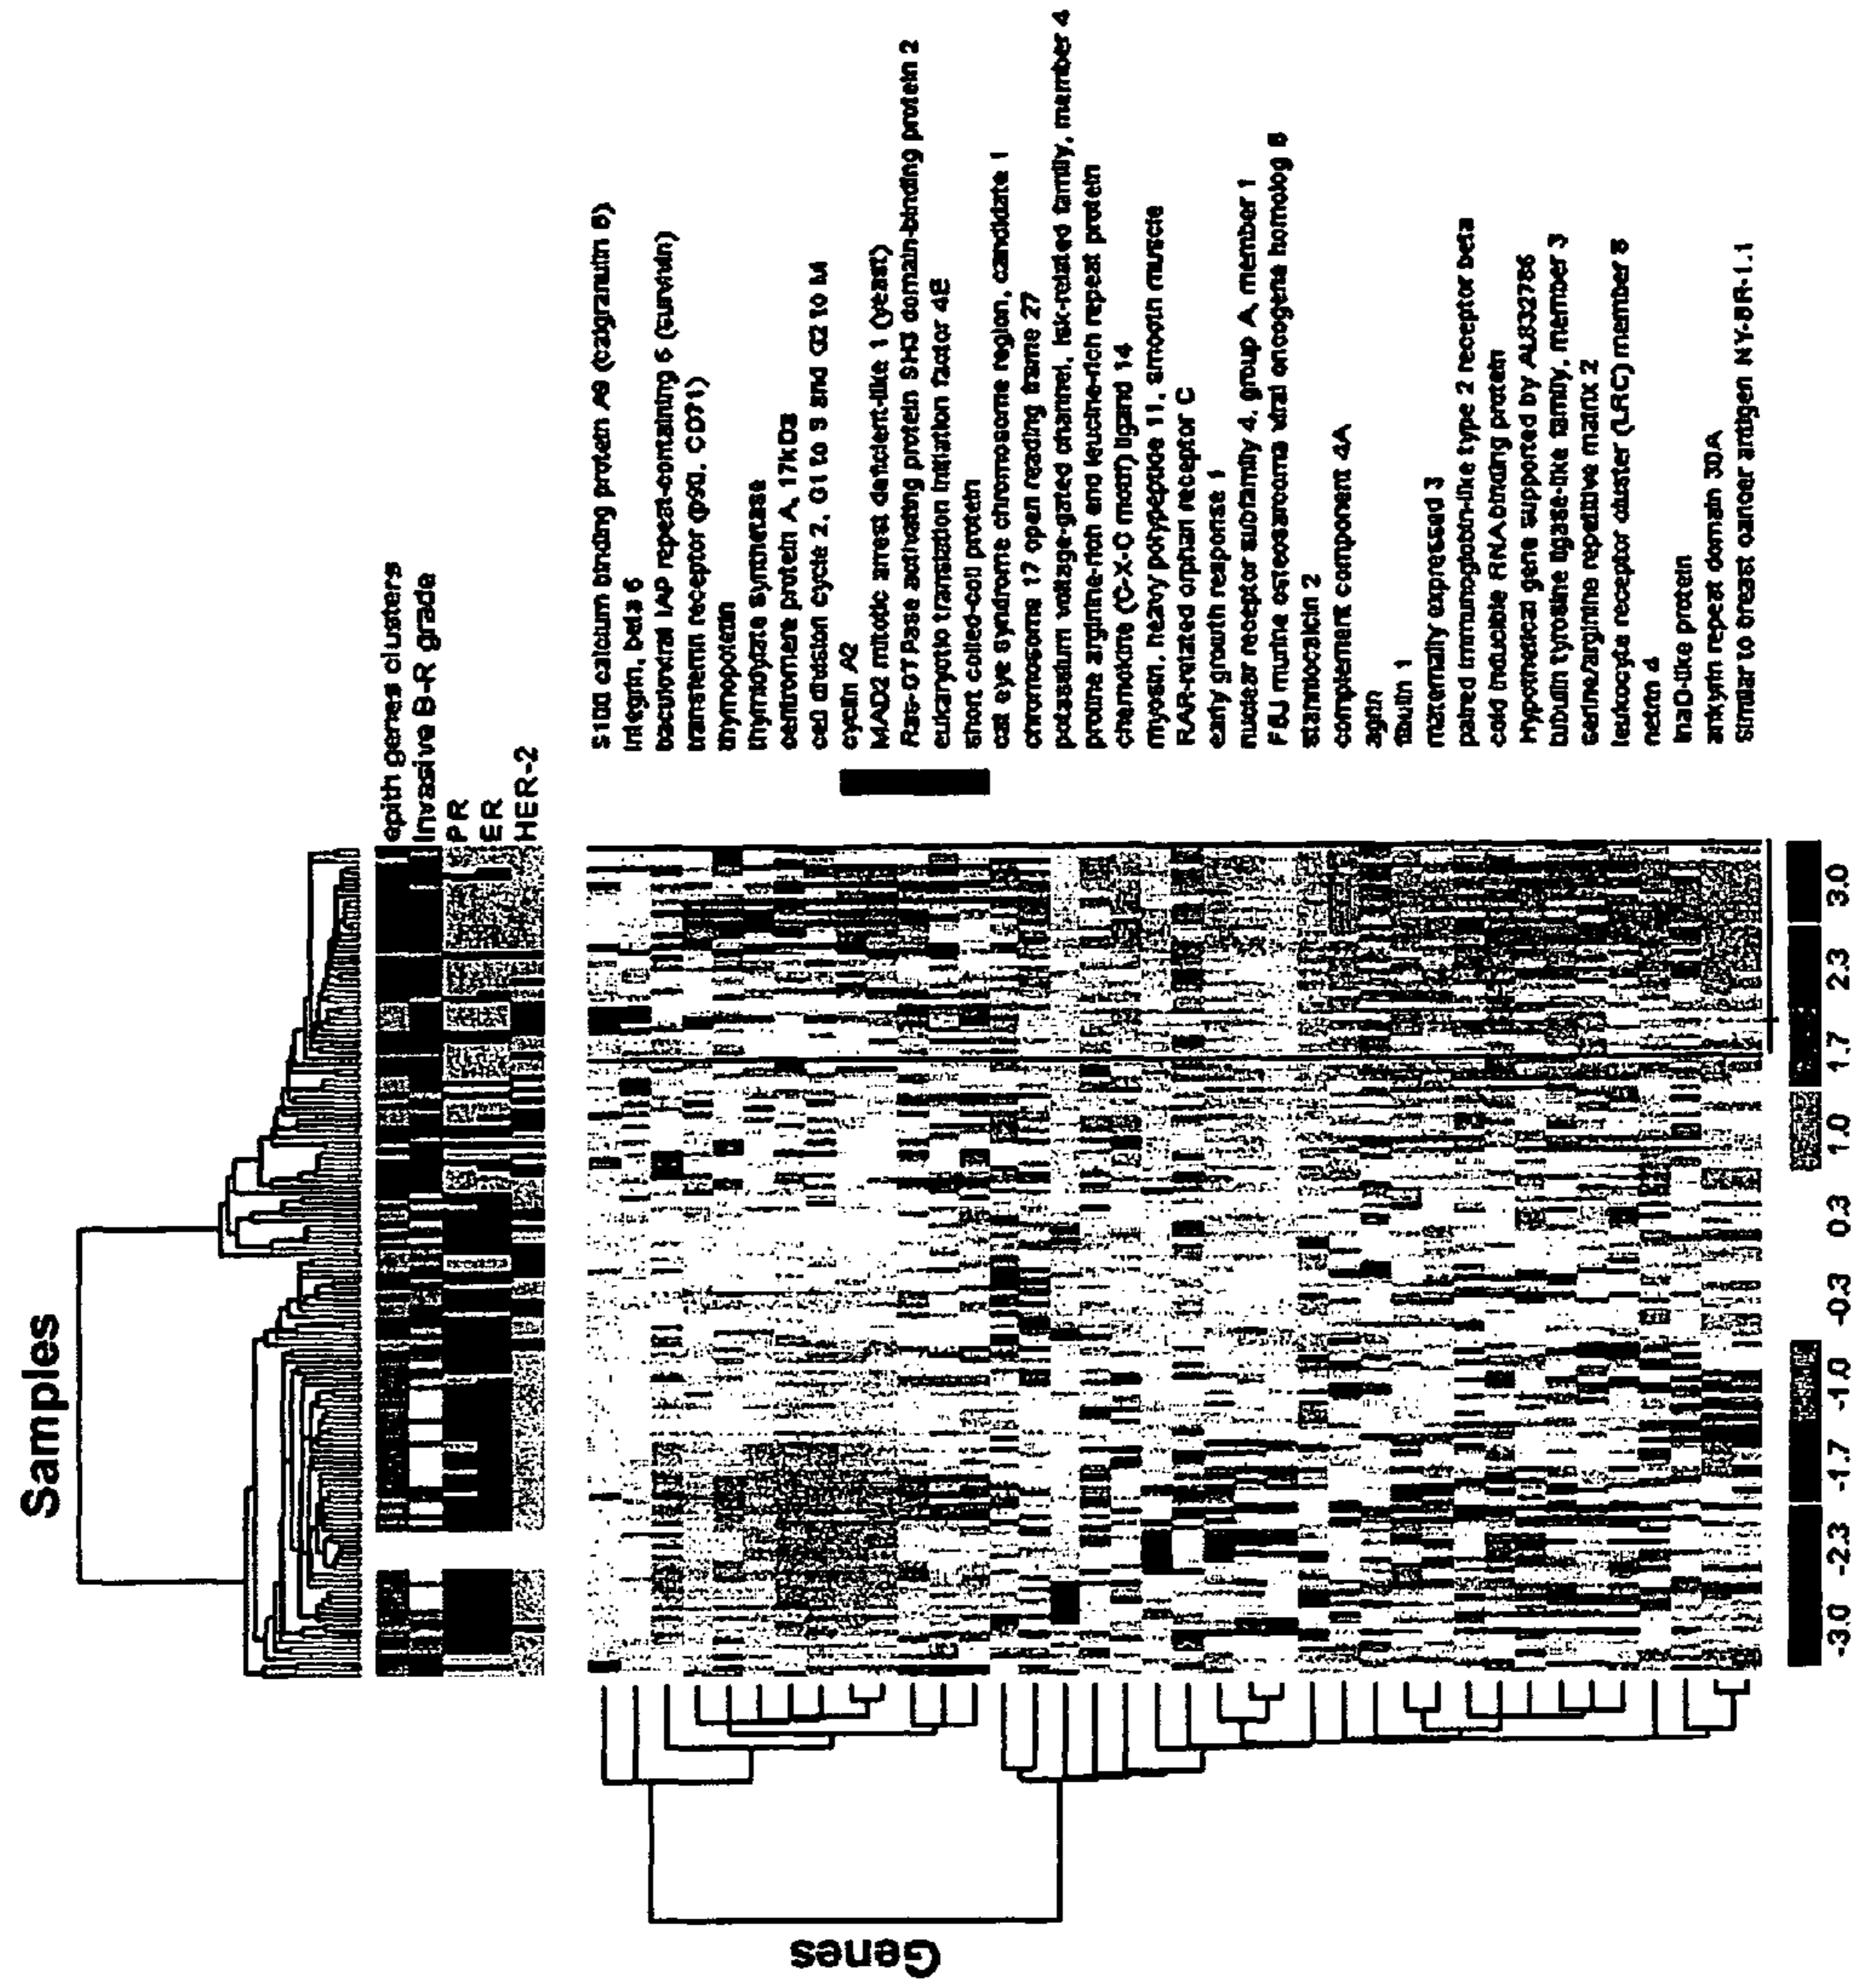 Samples
epith genes clusters
Invasive B-R grade
PR
ER
HER-2
S100 calcium binding protein A9 (calgranulin B)
integrin, beta 6
baculoviral IAP repeat-containing 5 (survivin)
transferrin receptor (p90, CD71)
thymopoietin
thymidylate synthetase
centromere protein A, 17kDa
cell division cycle 2, G1 to S and G2 to M
cyclin A2
MAD2 mitotic arrest deficient-like 1 (yeast)
Ras-GTPase activating protein SH3 domain-binding protein 2
eukaryotic translation initiation factor 4E
short coiled-coil protein
cat eye syndrome chromosome region, candidate 1
chromosome 17 open reading frame 27
potassium voltage-gated channel, Isk-related family, member 4
proline arginine-rich end leucine-rich repeat protein
chemokine (C-X-C motif) ligand 14
myosin, heavy polypeptide 11, smooth muscle
RAR-related orphan receptor C
early growth response 1
nuclear receptor subfamily 4, group A, member 1
FBJ murine osteosarcoma viral oncogene homolog B
stanniocalcin 2
complement component 4A
agrin
fibulin 1
maternally expressed 3
paired immunoglobin-like type 2 receptor beta
cold inducible RNA binding protein
Hypothetical gene supported by AL832786
tubulin tyrosine ligase-like family, member 3
serine/arginine repetitive matrix 2
leukocyte receptor cluster (LRC) member 8
netrin 4
InaD-like protein
ankyrin repeat domain 30A
Similar to breast cancer antigen NY-BR-1.1
Genes
-3.0 -2.3 -1.7 -1.0 -0.3 0.3 1.0 1.7 2.3 3.0